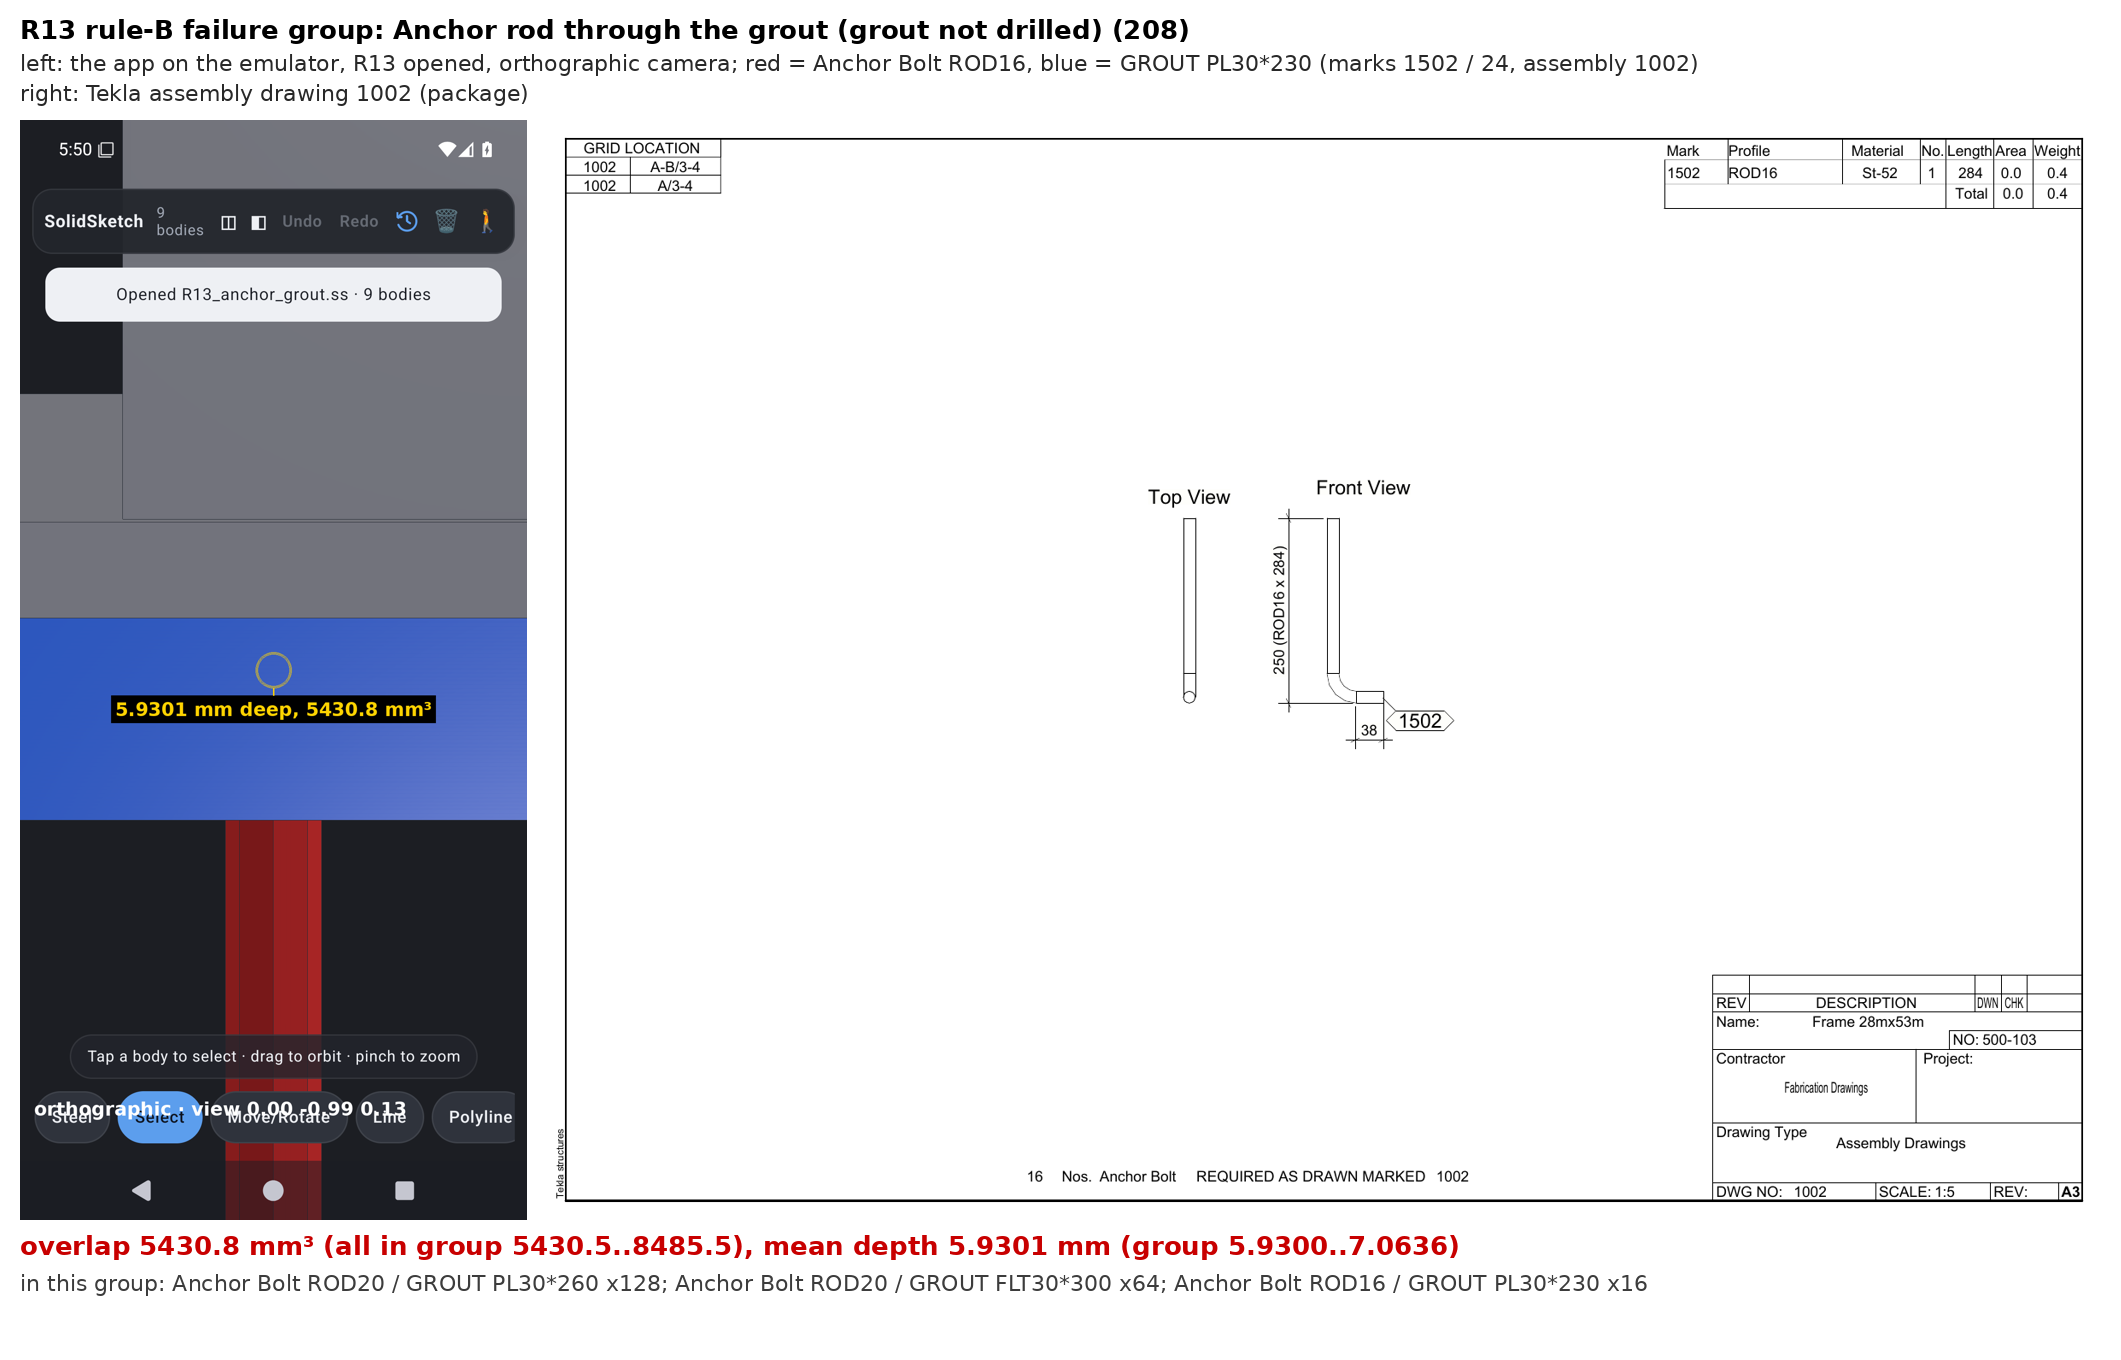 R13 rule-B failure group: Anchor rod through the grout (grout not drilled) (208)
left: the app on the emulator, R13 opened, orthographic camera; red = Anchor Bolt ROD16, blue = GROUT PL30*230 (marks 1502 / 24, assembly 1002)
right: Tekla assembly drawing 1002 (package)
5:50
SolidSketch 9 bodies Undo Redo
Opened R13_anchor_grout.ss · 9 bodies
5.9301 mm deep, 5430.8 mm³
Tap a body to select · drag to orbit · pinch to zoom
orthographic · view 0.00 -0.99 0.13
Steel Select Move/Rotate Line Polyline
GRID LOCATION
1002 A-B/3-4
1002 A/3-4
Mark Profile Material No. Length Area Weight
1502 ROD16 St-52 1 284 0.0 0.4
Total 0.0 0.4
Top View
Front View
250 (ROD16 x 284)
1502
38
REV DESCRIPTION DWN CHK
Name: Frame 28mx53m
NO: 500-103
Contractor Project:
Fabrication Drawings
Drawing Type
Assembly Drawings
DWG NO: 1002 SCALE: 1:5 REV: A3
16 Nos. Anchor Bolt REQUIRED AS DRAWN MARKED 1002
Tekla structures
overlap 5430.8 mm³ (all in group 5430.5..8485.5), mean depth 5.9301 mm (group 5.9300..7.0636)
in this group: Anchor Bolt ROD20 / GROUT PL30*260 x128; Anchor Bolt ROD20 / GROUT FLT30*300 x64; Anchor Bolt ROD16 / GROUT PL30*230 x16